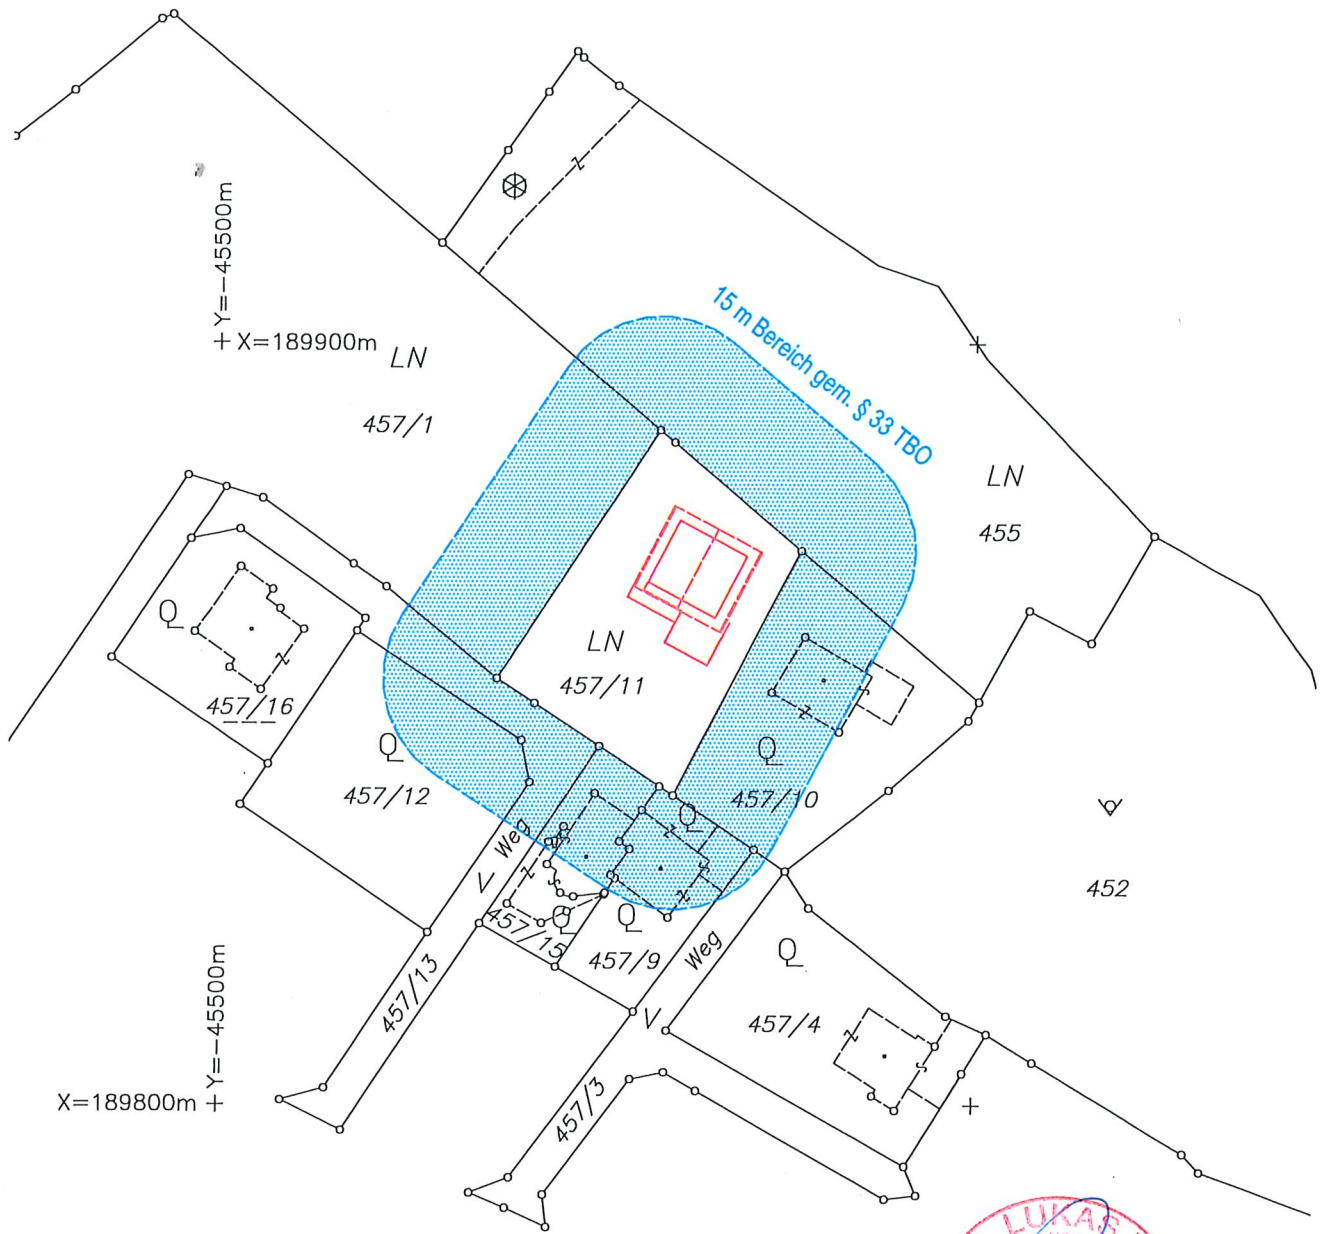 Y=-45500m
+ X=189900m
LN
457/1
15 m Bereich gem. § 33 TBO
LN
455
LN
457/11
457/16
457/12
457/10
Weg
V
457/15
457/9
Weg
V
452
457/13
457/4
457/3
Y=-45500m
X=189800m +
LUKAS